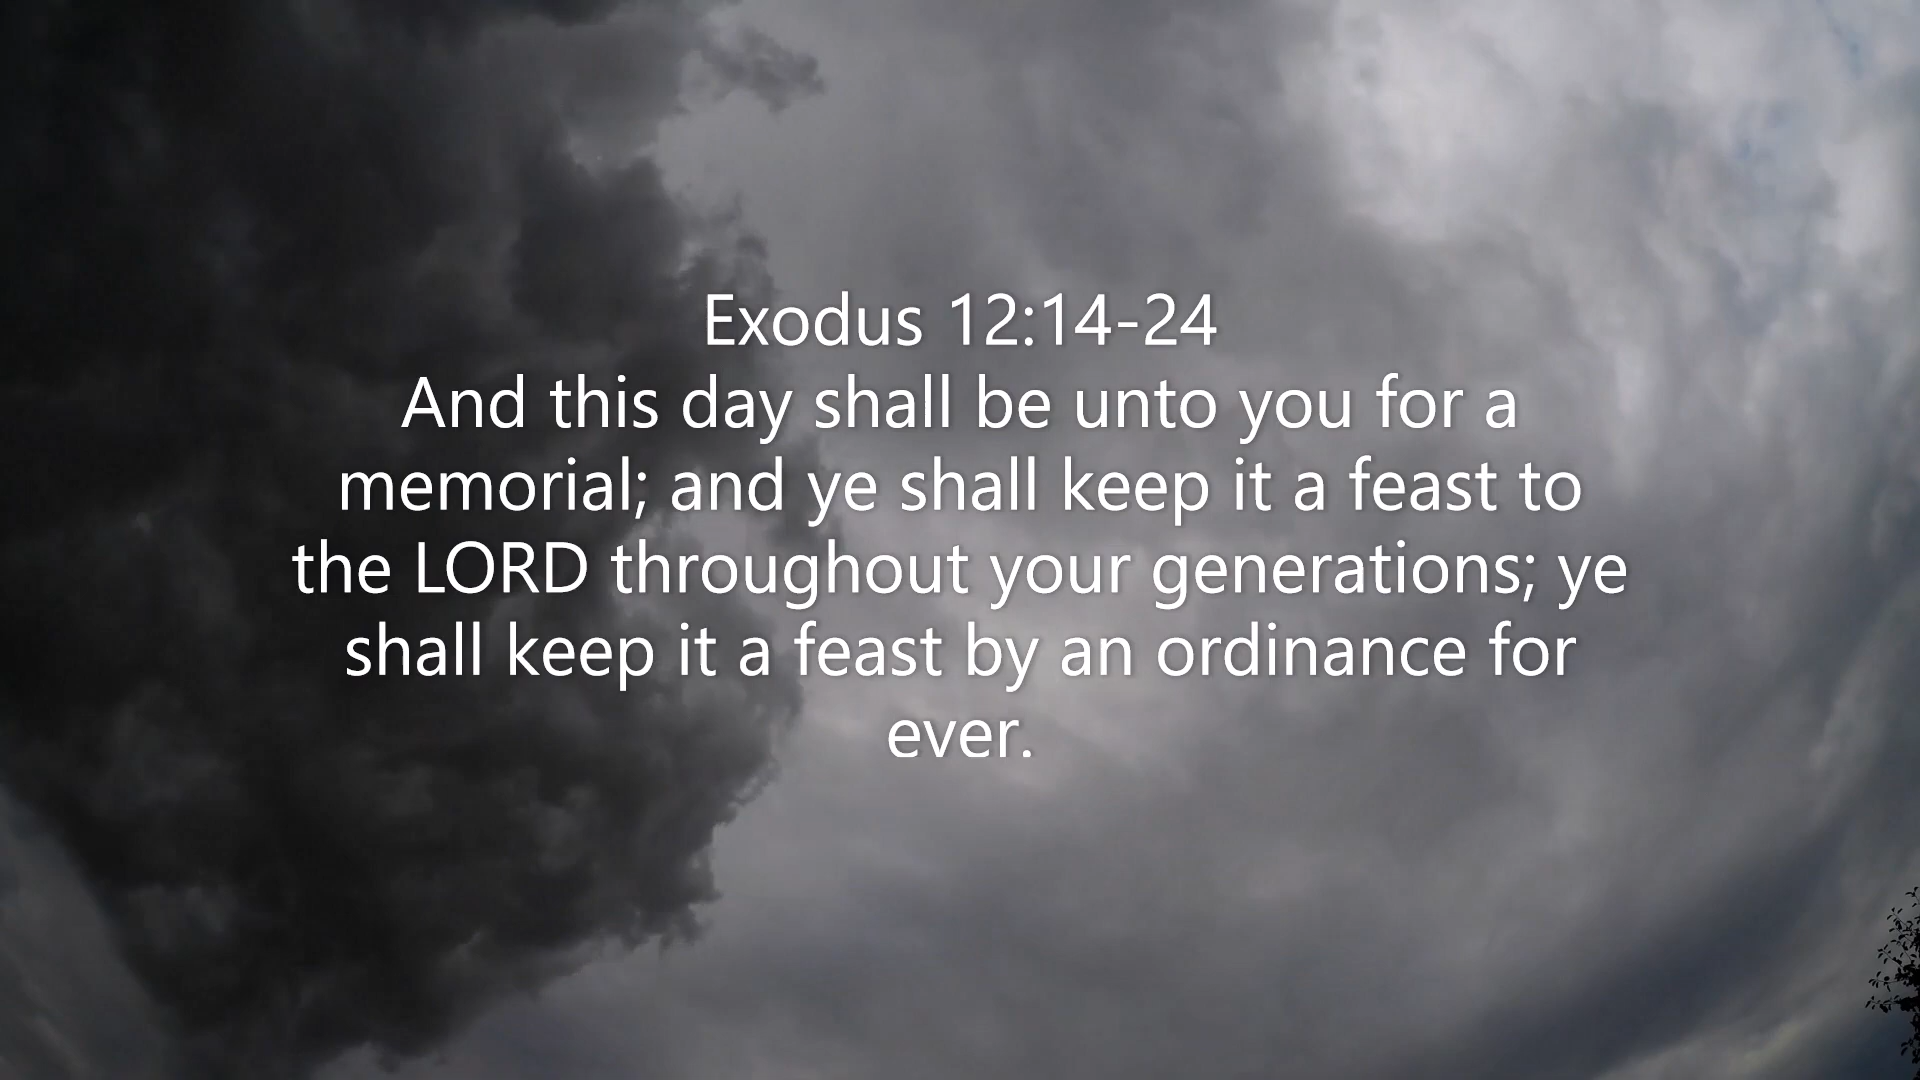 Exodus 12:14-24
And this day shall be unto you for a
memorial; and ye shall keep it a feast to
the LORD throughout your generations; ye
shall keep it a feast by an ordinance for
ever.